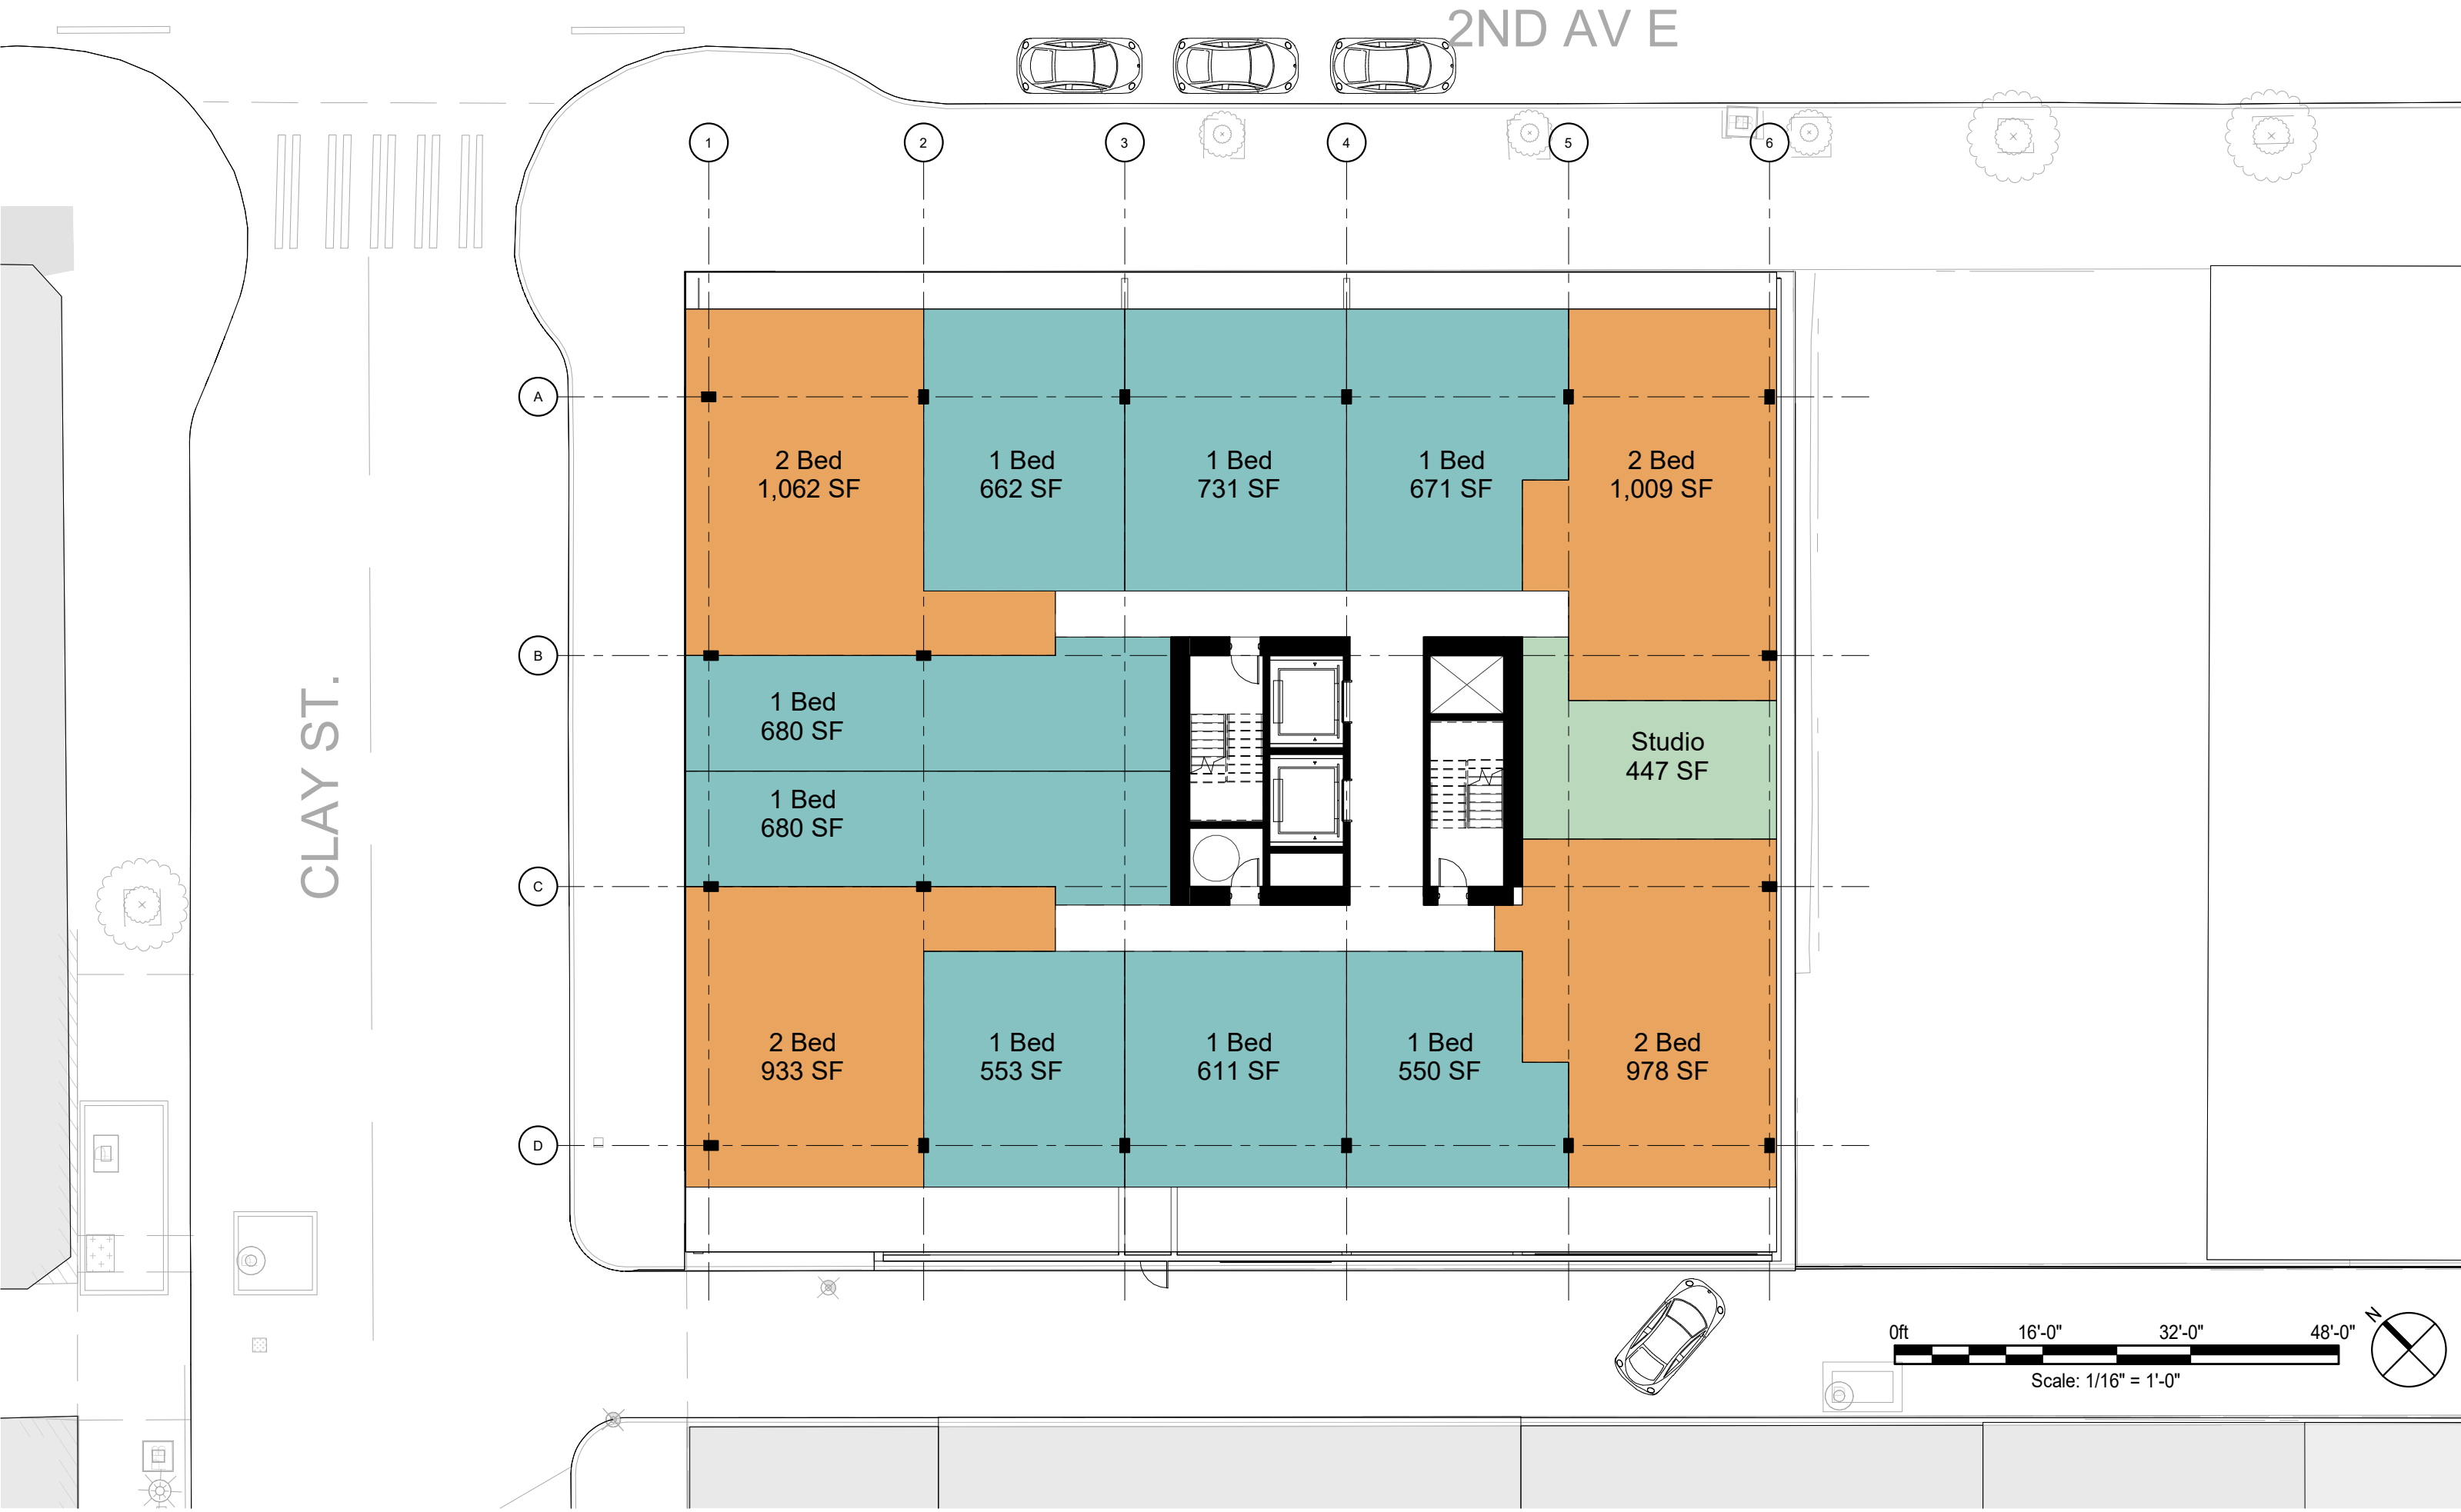 2ND AV E
1
2
3
4
5
6
A
2 Bed
1,062 SF
1 Bed
662 SF
1 Bed
731 SF
1 Bed
671 SF
2 Bed
1,009 SF
B
CLAY ST.
1 Bed
680 SF
Studio
447 SF
1 Bed
680 SF
C
2 Bed
933 SF
1 Bed
553 SF
1 Bed
611 SF
1 Bed
550 SF
2 Bed
978 SF
D
N
0ft 16'-0" 32'-0" 48'-0"
Scale: 1/16" = 1'-0"